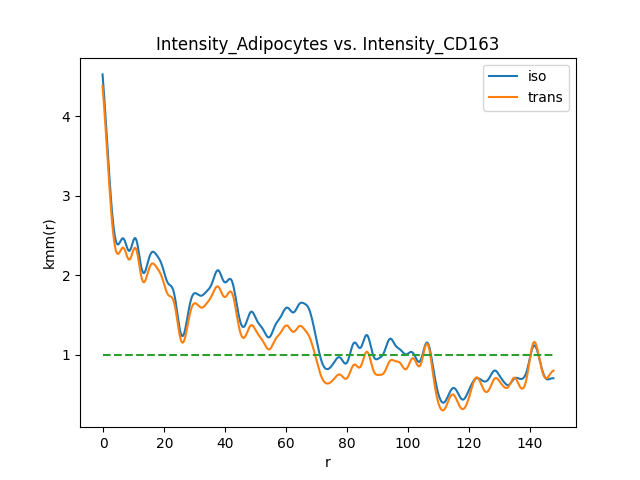 Intensity_Adipocytes vs. Intensity_CD163
iso
trans
kmm(r)
4
3
2
1
0
20
40
60
80
100
120
140
r